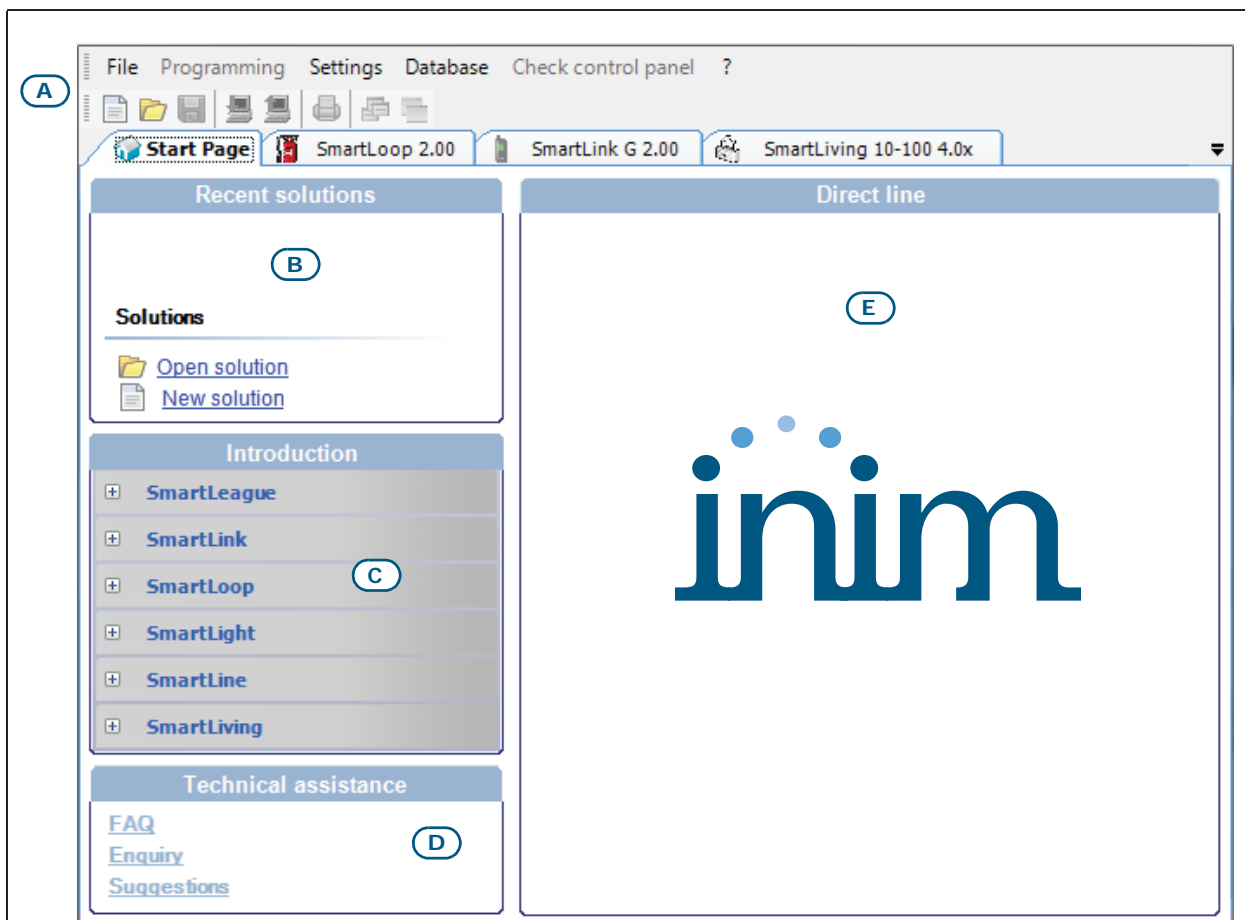 File Programming Settings Database Check control panel ?
A
Start Page SmartLoop 2.00 SmartLink G 2.00 SmartLiving 10-100 4.0x
Recent solutions
B
Solutions
Open solution
New solution
Introduction
SmartLeague
SmartLink
C
SmartLoop
SmartLight
SmartLine
SmartLiving
Technical assistance
FAQ
D
Enquiry
Suggestions
Direct line
E
inim